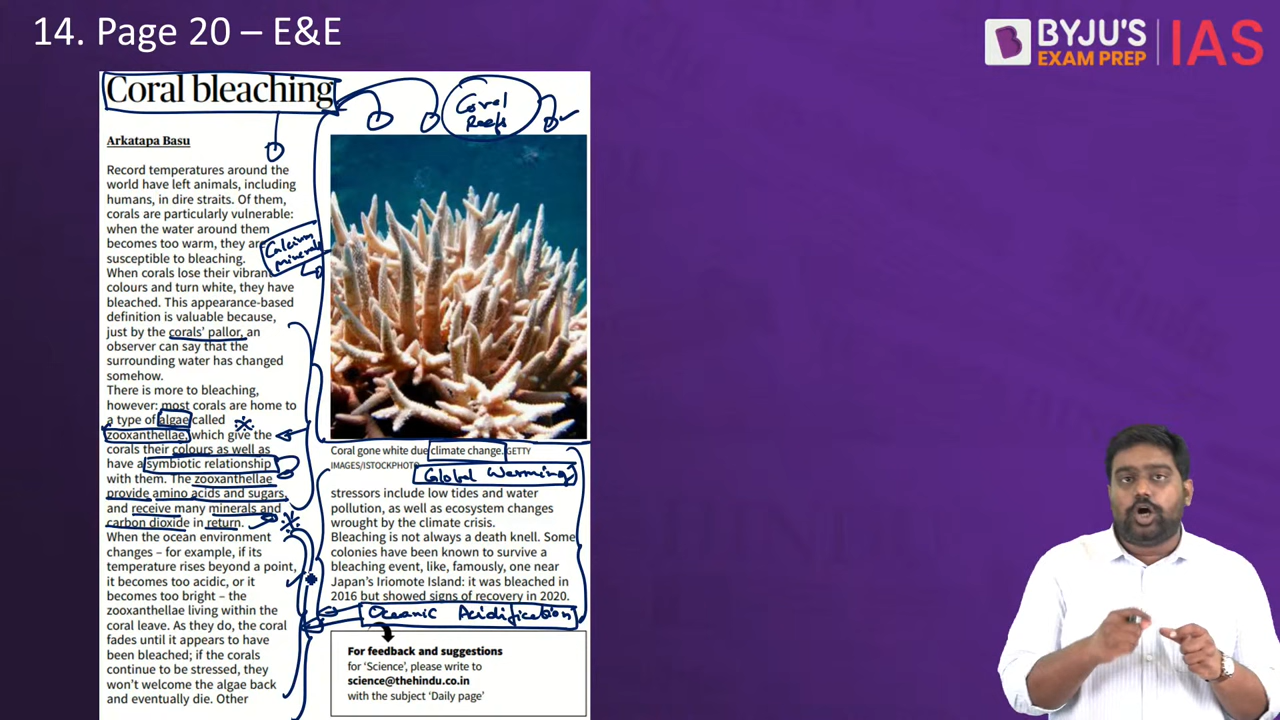 14. Page 20 – E&E
BYJU'S
EXAM PREP
IAS
Coral bleaching
Coral
Reefs
Arkatapa Basu
Record temperatures around the
world have left animals, including
humans, in dire straits. Of them,
corals are particularly vulnerable:
when the water around them
becomes too warm, they are
susceptible to bleaching.
When corals lose their vibrant
colours and turn white, they have
bleached. This appearance-based
definition is valuable because,
just by the corals' pallor, an
observer can say that the
surrounding water has changed
somehow.
There is more to bleaching,
however: most corals are home to
a type of algae called
zooxanthellae, which give the
corals their colours as well as
have a symbiotic relationship
with them. The zooxanthellae
provide amino acids and sugars,
and receive many minerals and
carbon dioxide in return.
When the ocean environment
changes – for example, if its
temperature rises beyond a point,
it becomes too acidic, or it
becomes too bright – the
zooxanthellae living within the
coral leave. As they do, the coral
fades until it appears to have
been bleached; if the corals
continue to be stressed, they
won't welcome the algae back
and eventually die. Other
Calcium
Minerals
Coral gone white due climate change. GETTY
IMAGES/ISTOCKPHOTO
Global Warming
stressors include low tides and water
pollution, as well as ecosystem changes
wrought by the climate crisis.
Bleaching is not always a death knell. Some
colonies have been known to survive a
bleaching event, like, famously, one near
Japan's Iriomote Island: it was bleached in
2016 but showed signs of recovery in 2020.
Oceanic Acidification
For feedback and suggestions
for 'Science', please write to
science@thehindu.co.in
with the subject 'Daily page'